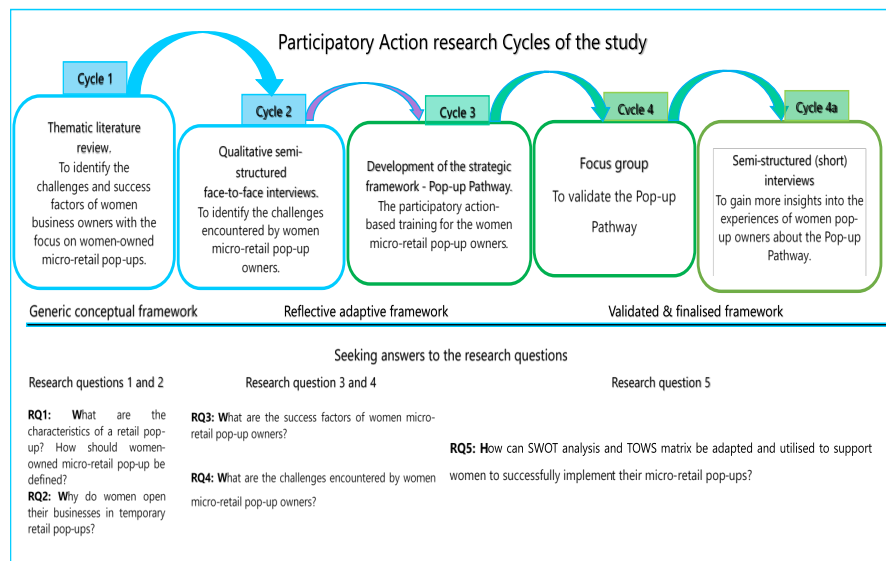 Participatory Action research Cycles of the study
Cycle 1
Thematic literature
review.
To identify the
challenges and success
factors of women
business owners with the
focus on women-owned
micro-retail pop-ups.
Cycle 2
Qualitative semi-
structured
face-to-face interviews.
To identify the challenges
encountered by women
micro-retail pop-up
owners.
Cycle 3
Development of the strategic
framework - Pop-up Pathway.
The participatory action-
based training for the women
micro-retail pop-up owners.
Cycle 4
Focus group
To validate the Pop-up
Pathway
Cycle 4a
Semi-structured (short)
interviews
To gain more insights into the
experiences of women pop-
up owners about the Pop-up
Pathway.
Generic conceptual framework
Reflective adaptive framework
Validated & finalised framework
Seeking answers to the research questions
Research questions 1 and 2
RQ1: What are the
characteristics of a retail pop-
up? How should women-
owned micro-retail pop-up be
defined?
RQ2: Why do women open
their businesses in temporary
retail pop-ups?
Research question 3 and 4
RQ3: What are the success factors of women micro-
retail pop-up owners?
RQ4: What are the challenges encountered by women
micro-retail pop-up owners?
Research question 5
RQ5: How can SWOT analysis and TOWS matrix be adapted and utilised to support
women to successfully implement their micro-retail pop-ups?